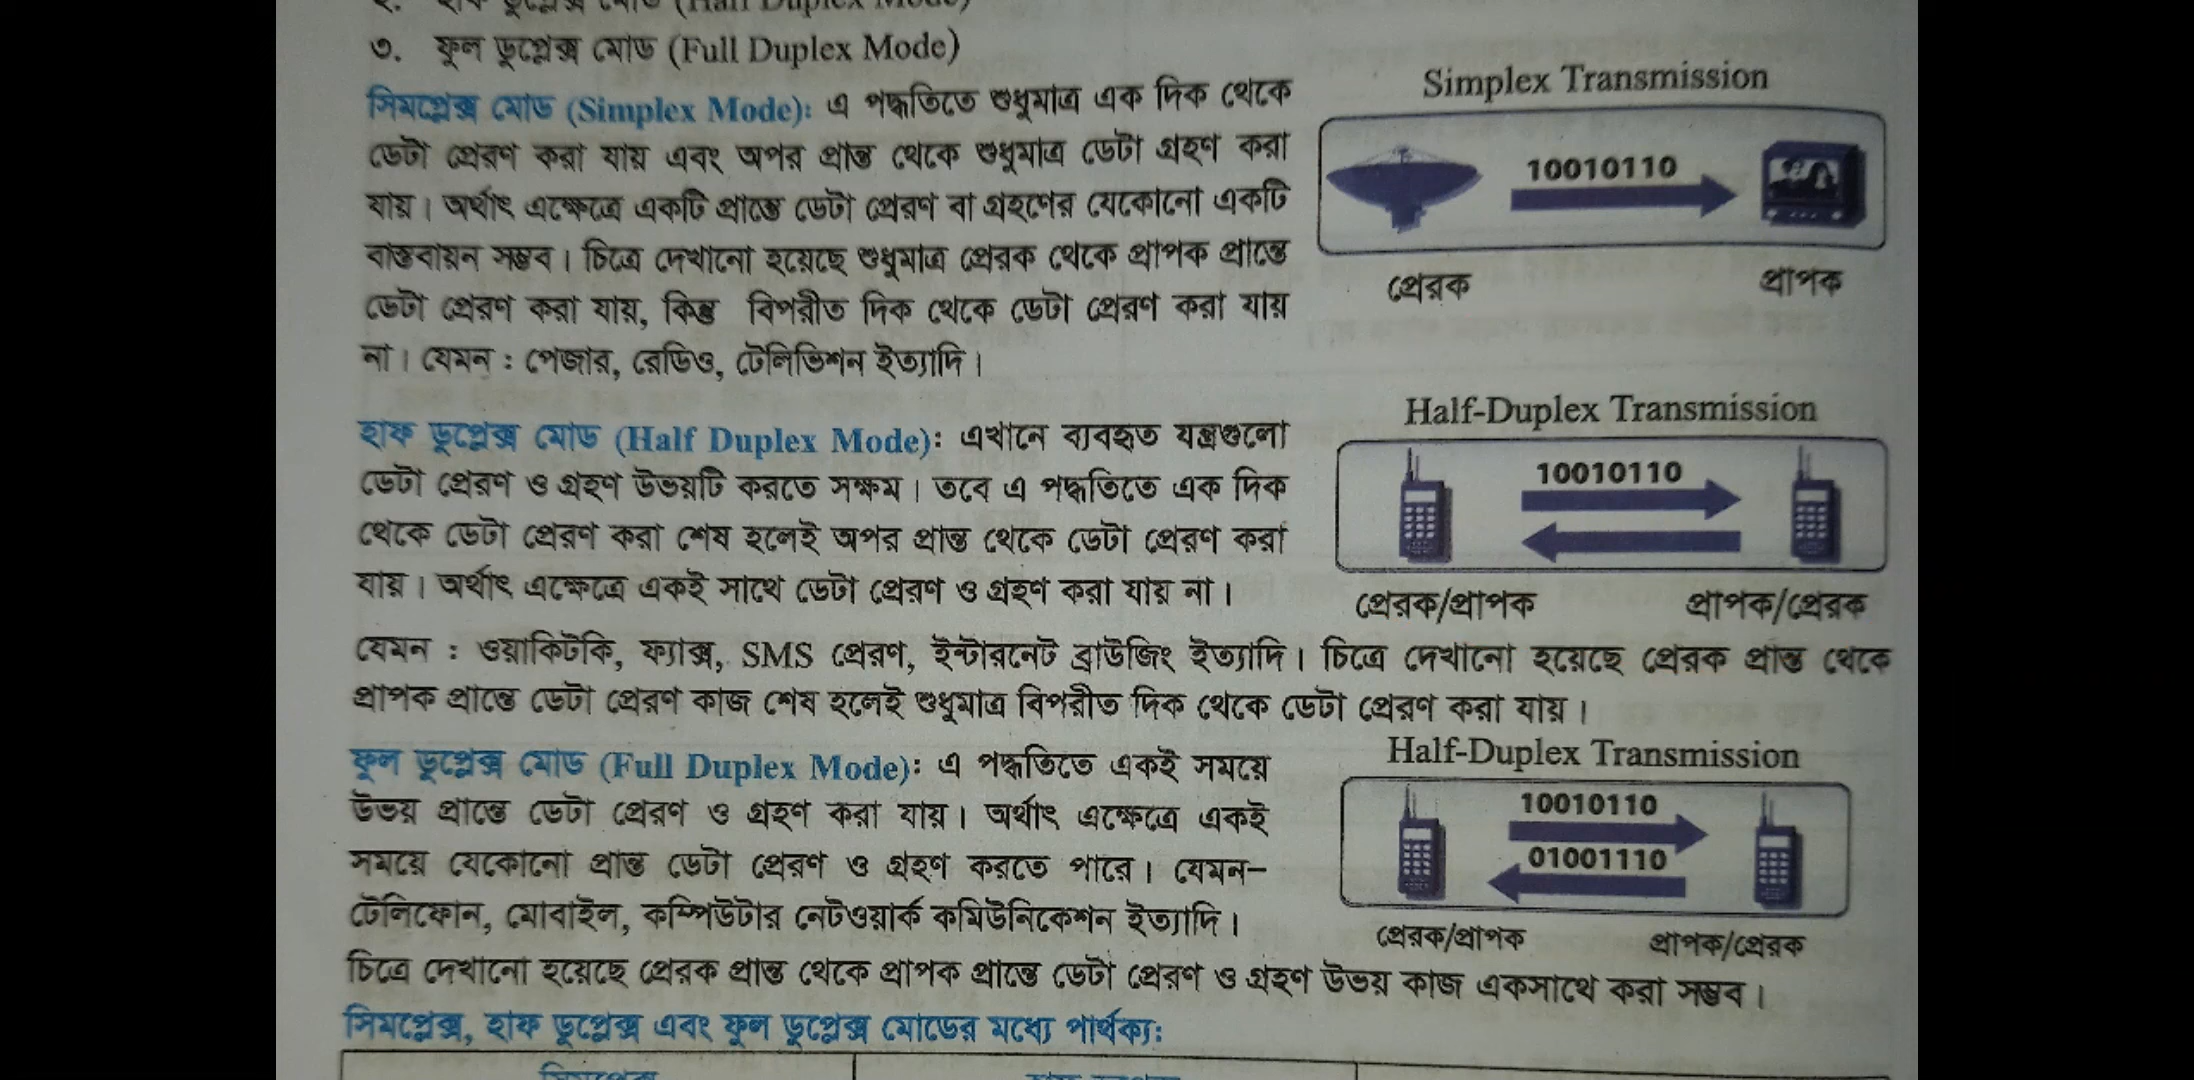 ২. হাফ ডুপ্লেক্স মোড (Half Duplex Mode)
৩. ফুল ডুপ্লেক্স মোড (Full Duplex Mode)
সিমপ্লেক্স মোড (Simplex Mode): এ পদ্ধতিতে শুধুমাত্র এক দিক থেকে
ডেটা প্রেরণ করা যায় এবং অপর প্রান্ত থেকে শুধুমাত্র ডেটা গ্রহণ করা
যায়। অর্থাৎ এক্ষেত্রে একটি প্রান্তে ডেটা প্রেরণ বা গ্রহণের যেকোনো একটি
বাস্তবায়ন সম্ভব। চিত্রে দেখানো হয়েছে শুধুমাত্র প্রেরক থেকে প্রাপক প্রান্তে
ডেটা প্রেরণ করা যায়, কিন্তু বিপরীত দিক থেকে ডেটা প্রেরণ করা যায়
না। যেমন : পেজার, রেডিও, টেলিভিশন ইত্যাদি।
Simplex Transmission
10010110
প্রেরক প্রাপক
হাফ ডুপ্লেক্স মোড (Half Duplex Mode): এখানে ব্যবহৃত যন্ত্রগুলো
ডেটা প্রেরণ ও গ্রহণ উভয়টি করতে সক্ষম। তবে এ পদ্ধতিতে এক দিক
থেকে ডেটা প্রেরণ করা শেষ হলেই অপর প্রান্ত থেকে ডেটা প্রেরণ করা
যায়। অর্থাৎ এক্ষেত্রে একই সাথে ডেটা প্রেরণ ও গ্রহণ করা যায় না।
Half-Duplex Transmission
10010110
প্রেরক/প্রাপক প্রাপক/প্রেরক
যেমন : ওয়াকিটকি, ফ্যাক্স, SMS প্রেরণ, ইন্টারনেট ব্রাউজিং ইত্যাদি। চিত্রে দেখানো হয়েছে প্রেরক প্রান্ত থেকে
প্রাপক প্রান্তে ডেটা প্রেরণ কাজ শেষ হলেই শুধুমাত্র বিপরীত দিক থেকে ডেটা প্রেরণ করা যায়।
ফুল ডুপ্লেক্স মোড (Full Duplex Mode): এ পদ্ধতিতে একই সময়ে
উভয় প্রান্তে ডেটা প্রেরণ ও গ্রহণ করা যায়। অর্থাৎ এক্ষেত্রে একই
সময়ে যেকোনো প্রান্ত ডেটা প্রেরণ ও গ্রহণ করতে পারে। যেমন–
টেলিফোন, মোবাইল, কম্পিউটার নেটওয়ার্ক কমিউনিকেশন ইত্যাদি।
Half-Duplex Transmission
10010110
01001110
প্রেরক/প্রাপক প্রাপক/প্রেরক
চিত্রে দেখানো হয়েছে প্রেরক প্রান্ত থেকে প্রাপক প্রান্তে ডেটা প্রেরণ ও গ্রহণ উভয় কাজ একসাথে করা সম্ভব।
সিমপ্লেক্স, হাফ ডুপ্লেক্স এবং ফুল ডুপ্লেক্স মোডের মধ্যে পার্থক্য: